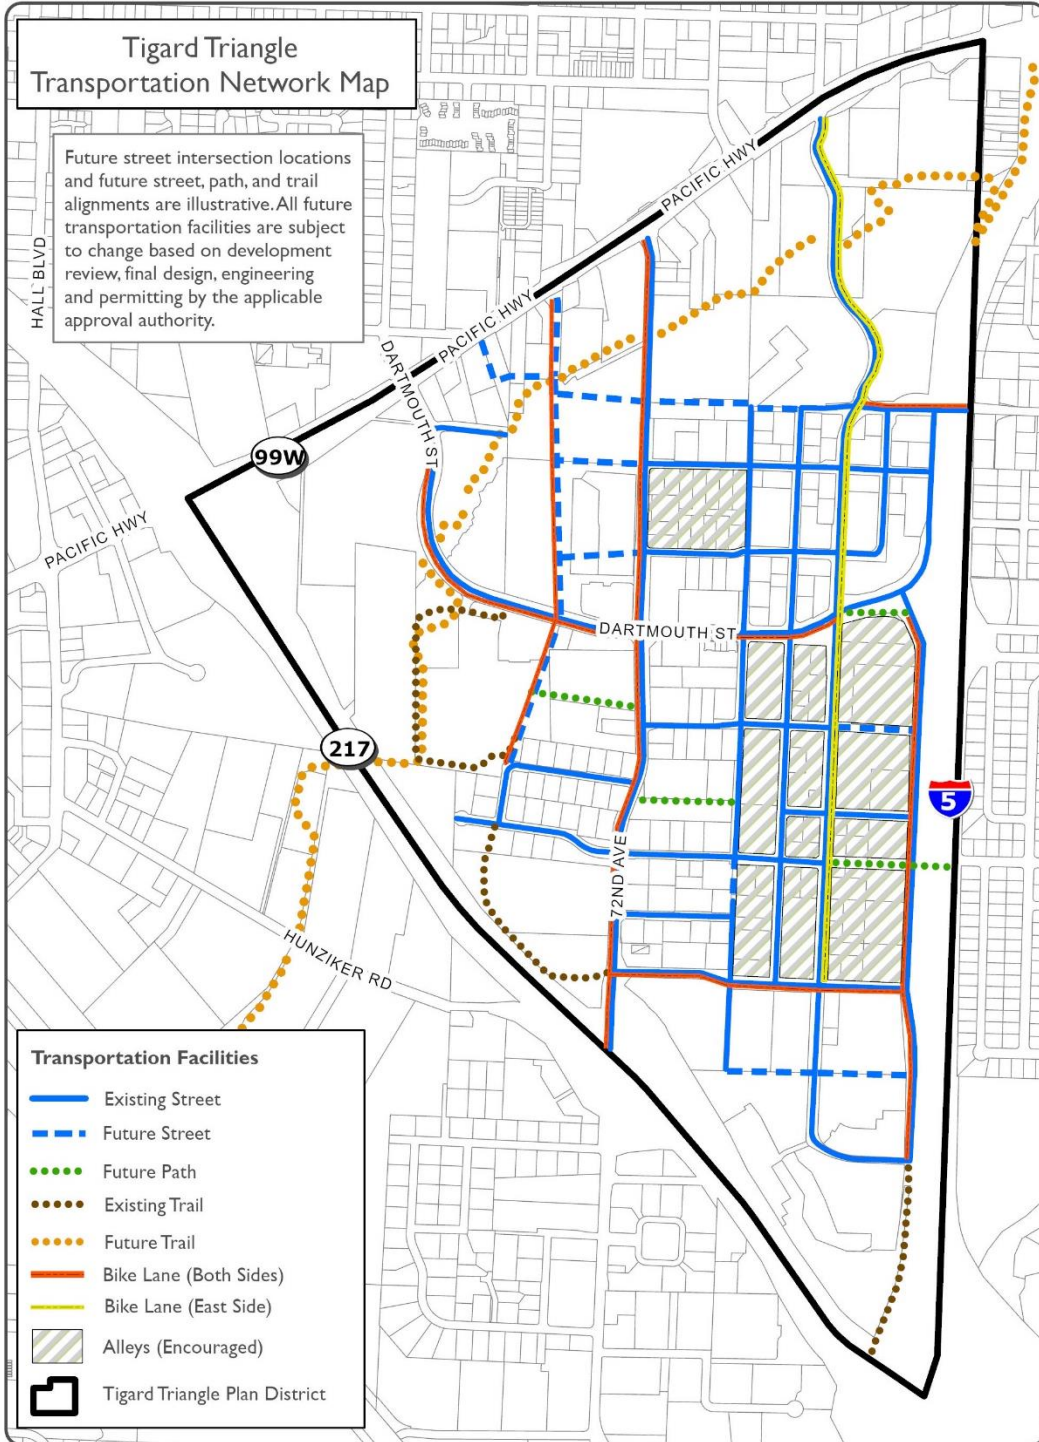 Tigard Triangle
Transportation Network Map
Future street intersection locations
and future street, path, and trail
alignments are illustrative. All future
transportation facilities are subject
to change based on development
review, final design, engineering
and permitting by the applicable
approval authority.
HALL BLVD
PACIFIC HWY
PACIFIC HWY
DARTMOUTH ST
99W
PACIFIC HWY
DARTMOUTH ST
217
5
72ND AVE
HUNZIKER RD
Transportation Facilities
Existing Street
Future Street
Future Path
Existing Trail
Future Trail
Bike Lane (Both Sides)
Bike Lane (East Side)
Alleys (Encouraged)
Tigard Triangle Plan District